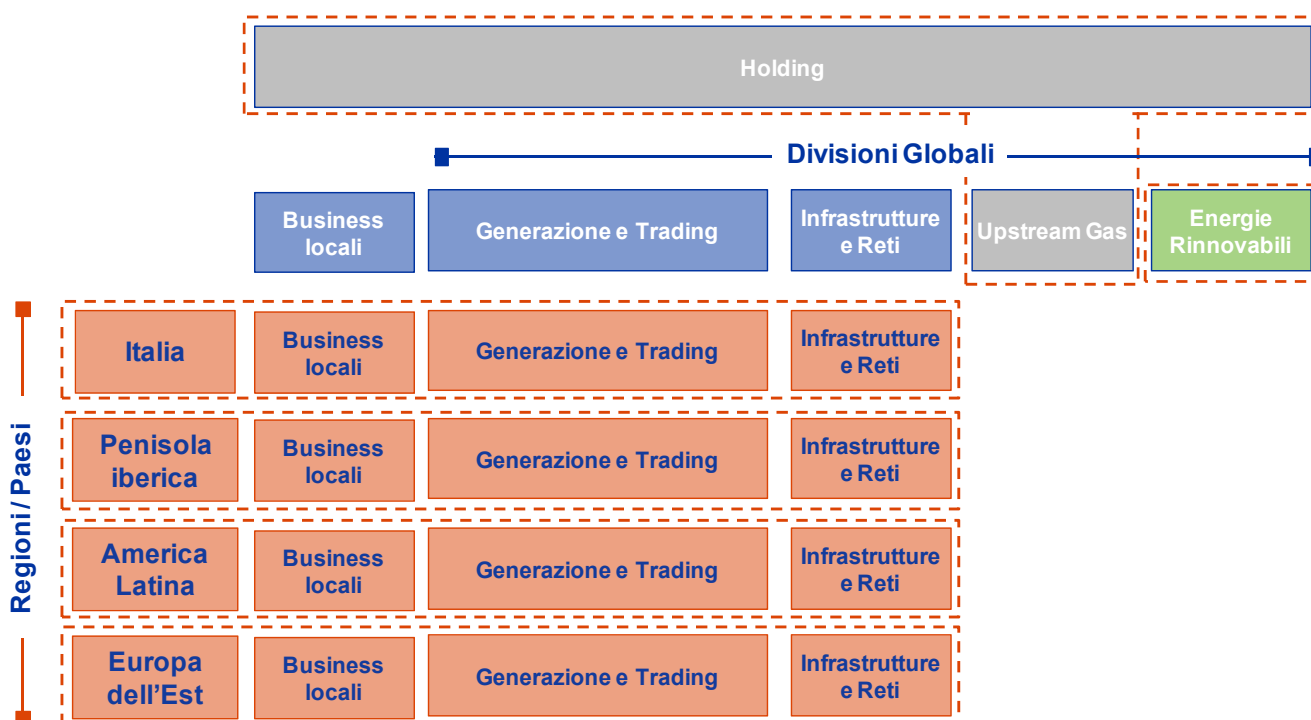 Holding
Divisioni Globali
Business
locali
Generazione e Trading
Infrastrutture
e Reti
Upstream Gas
Energie
Rinnovabili
Regioni / Paesi
Italia
Business
locali
Generazione e Trading
Infrastrutture
e Reti
Penisola
iberica
Business
locali
Generazione e Trading
Infrastrutture
e Reti
America
Latina
Business
locali
Generazione e Trading
Infrastrutture
e Reti
Europa
dell’Est
Business
locali
Generazione e Trading
Infrastrutture
e Reti